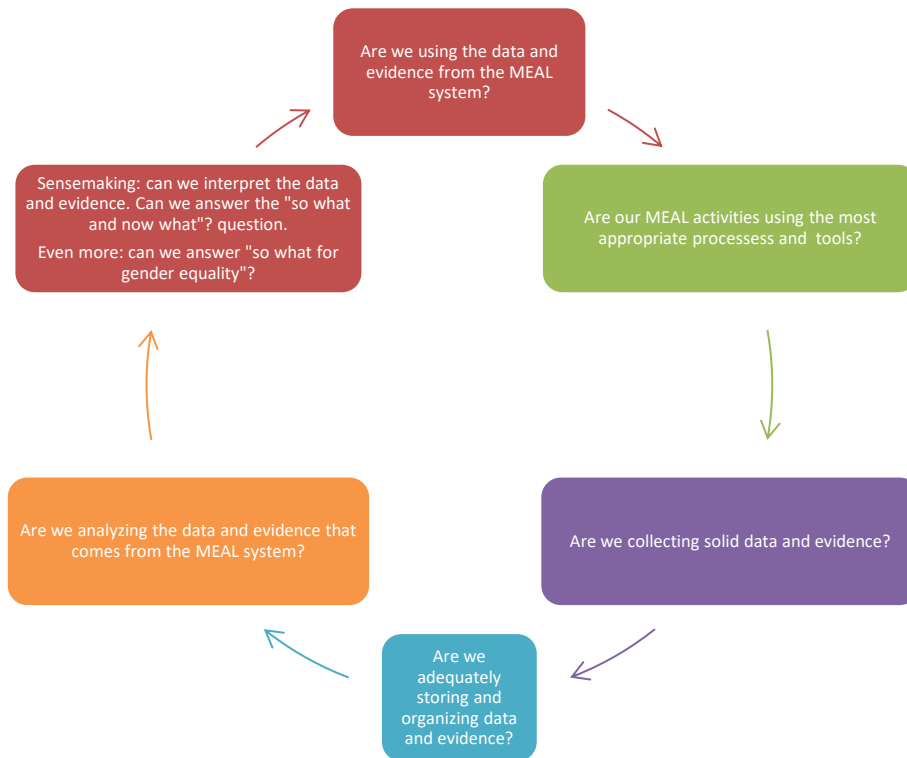 Are we using the data and
evidence from the MEAL
system?
Are our MEAL activities using the most
appropriate processess and tools?
Are we collecting solid data and evidence?
Are we
adequately
storing and
organizing data
and evidence?
Are we analyzing the data and evidence that
comes from the MEAL system?
Sensemaking: can we interpret the data
and evidence. Can we answer the "so what
and now what"? question.
Even more: can we answer "so what for
gender equality"?